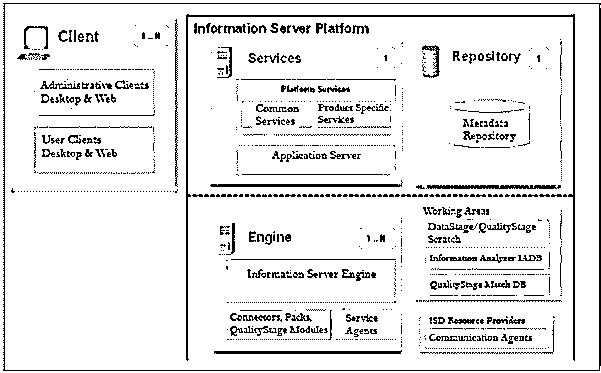 Client
1..N
Administrative Clients
Desktop & Web
User Clients
Desktop & Web
Information Server Platform
Services
1
Platform Services
Common
Services
Product Specific
Services
Application Server
Repository
1
Metadata
Repository
Engine
1..N
Information Server Engine
Connectors, Packs,
QualityStage Modules
Service
Agents
Working Areas
DataStage/QualityStage
Scratch
Information Analyzer IADB
QualityStage Match DB
ISD Resource Providers
Communication Agents